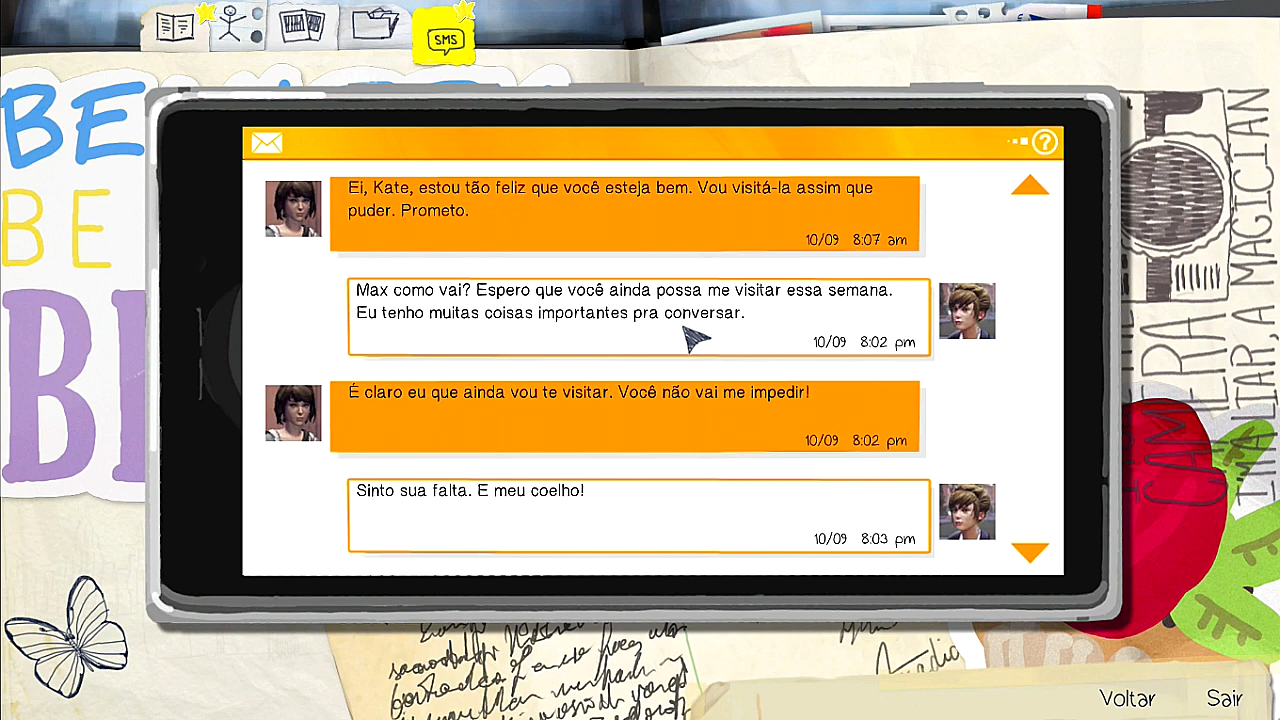 SMS
BE
BE
Ei, Kate, estou tão feliz que você esteja bem. Vou visitá-la assim que
puder. Prometo.
10/09 8:07 am
Max como vai? Espero que você ainda possa me visitar essa semana.
Eu tenho muitas coisas importantes pra conversar.
10/09 8:02 pm
É claro eu que ainda vou te visitar. Você não vai me impedir!
10/09 8:02 pm
Sinto sua falta. E meu coelho!
10/09 8:03 pm
CAMERA
A MAGICIAN
Voltar
Sair